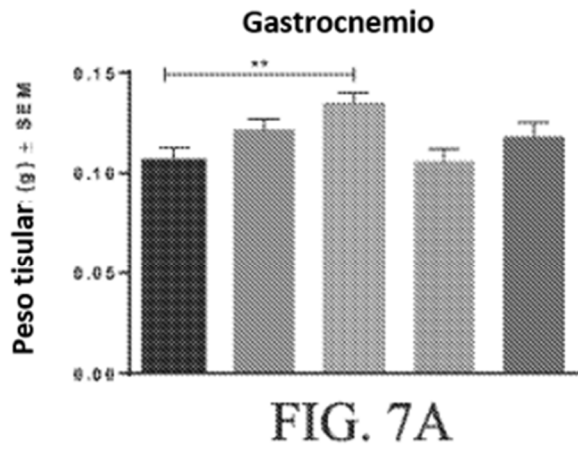 Gastrocnemio
**
Peso tisular (g) ± SEM
0.15
0.10
0.05
0.00
FIG. 7A